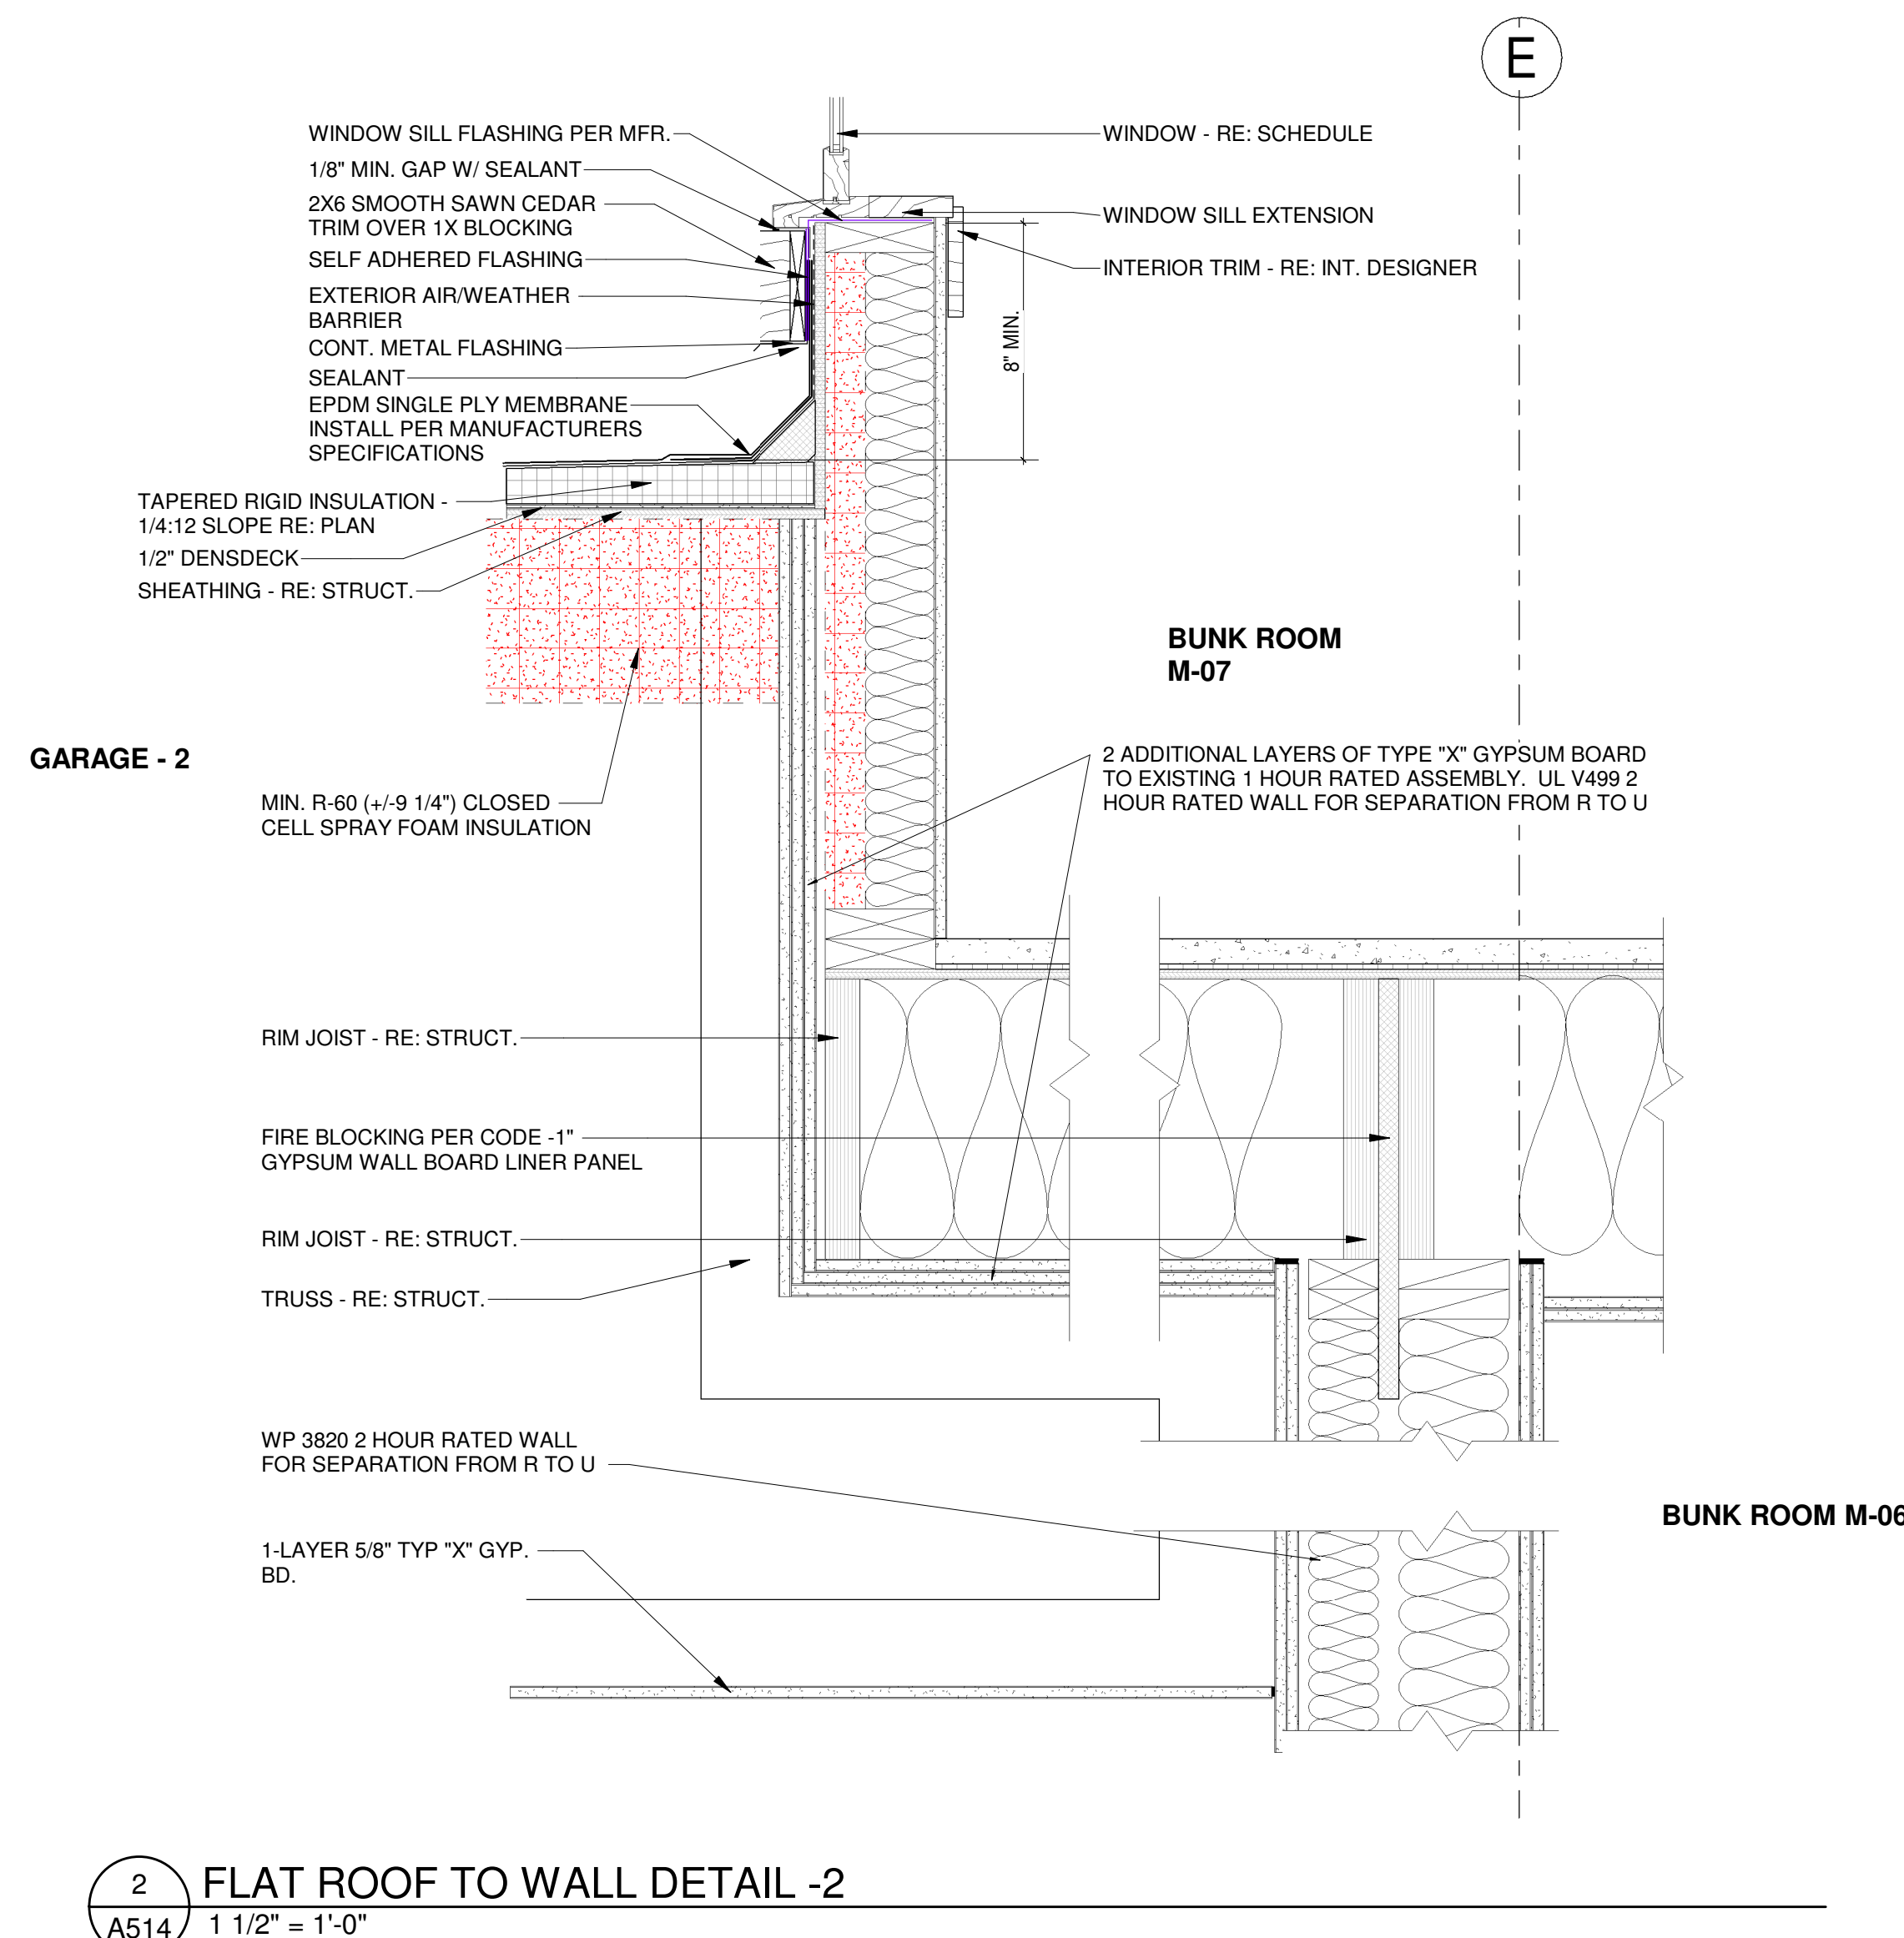 E
WINDOW SILL FLASHING PER MFR.
1/8" MIN. GAP W/ SEALANT
2X6 SMOOTH SAWN CEDAR
TRIM OVER 1X BLOCKING
SELF ADHERED FLASHING
EXTERIOR AIR/WEATHER
BARRIER
CONT. METAL FLASHING
SEALANT
EPDM SINGLE PLY MEMBRANE
INSTALL PER MANUFACTURERS
SPECIFICATIONS
TAPERED RIGID INSULATION -
1/4:12 SLOPE RE: PLAN
1/2" DENSDECK
SHEATHING - RE: STRUCT.
WINDOW - RE: SCHEDULE
WINDOW SILL EXTENSION
INTERIOR TRIM - RE: INT. DESIGNER
8" MIN.
BUNK ROOM
M-07
GARAGE - 2
2 ADDITIONAL LAYERS OF TYPE "X" GYPSUM BOARD
TO EXISTING 1 HOUR RATED ASSEMBLY. UL V499 2
HOUR RATED WALL FOR SEPARATION FROM R TO U
MIN. R-60 (+/-9 1/4") CLOSED
CELL SPRAY FOAM INSULATION
RIM JOIST - RE: STRUCT.
FIRE BLOCKING PER CODE -1"
GYPSUM WALL BOARD LINER PANEL
RIM JOIST - RE: STRUCT.
TRUSS - RE: STRUCT.
WP 3820 2 HOUR RATED WALL
FOR SEPARATION FROM R TO U
BUNK ROOM M-06
1-LAYER 5/8" TYP "X" GYP.
BD.
2
FLAT ROOF TO WALL DETAIL -2
A514
1 1/2" = 1'-0"